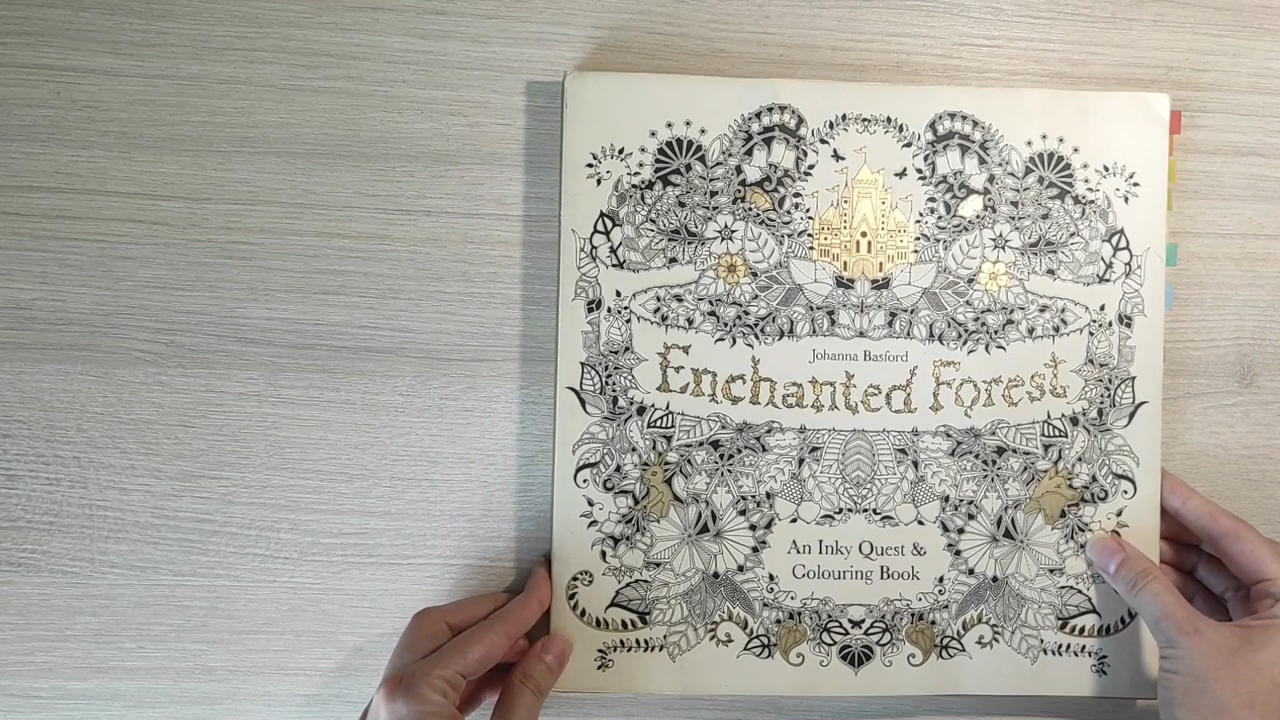 Johanna Basford
Enchanted Forest
An Inky Quest &
Colouring Book